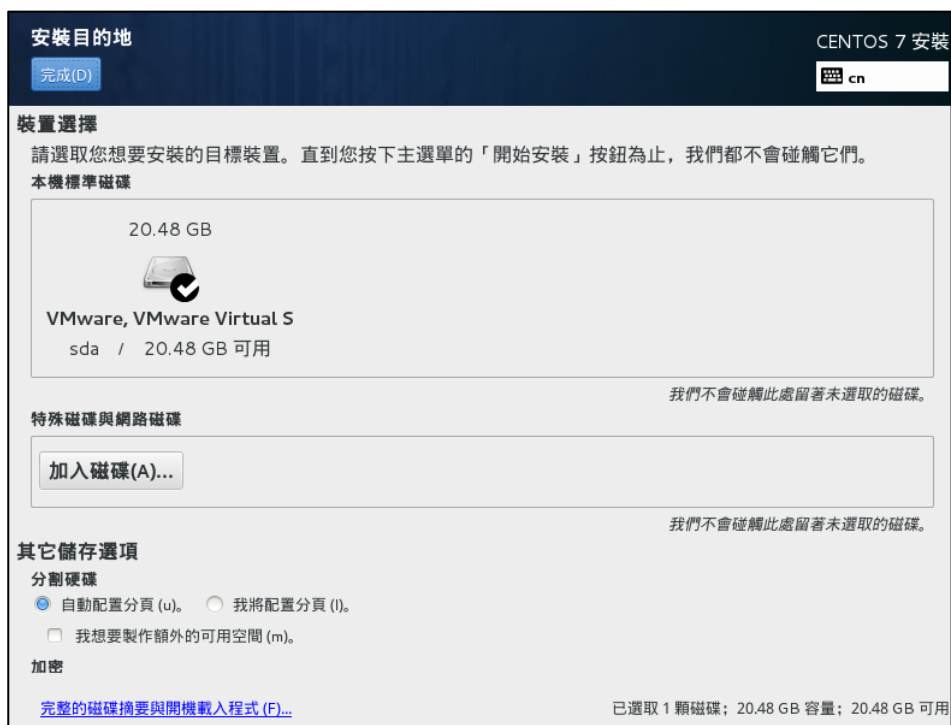 安裝目的地
CENTOS 7 安裝
完成(D)
cn
裝置選擇
請選取您想要安裝的目標裝置。直到您按下主選單的「開始安裝」按鈕為止，我們都不會碰觸它們。
本機標準磁碟
20.48 GB
VMware, VMware Virtual S
sda / 20.48 GB 可用
我們不會碰觸此處留著未選取的磁碟。
特殊磁碟與網路磁碟
加入磁碟(A)...
我們不會碰觸此處留著未選取的磁碟。
其它儲存選項
分割硬碟
自動配置分頁 (u)。 我將配置分頁 (I)。
我想要製作額外的可用空間 (m)。
加密
完整的磁碟摘要與開機載入程式 (F)...
已選取 1 顆磁碟；20.48 GB 容量；20.48 GB 可用